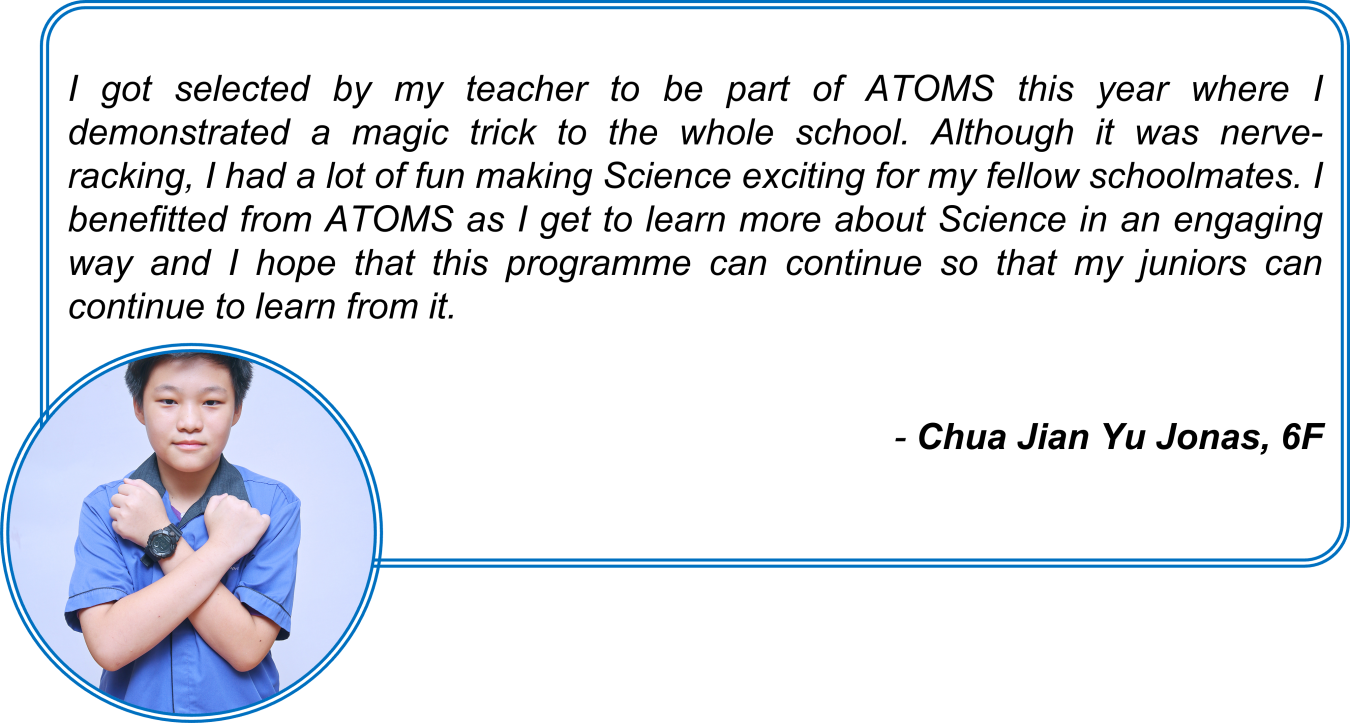 I got selected by my teacher to be part of ATOMS this year where I
demonstrated a magic trick to the whole school. Although it was nerve-
racking, I had a lot of fun making Science exciting for my fellow schoolmates. I
benefitted from ATOMS as I get to learn more about Science in an engaging
way and I hope that this programme can continue so that my juniors can
continue to learn from it.
- Chua Jian Yu Jonas, 6F